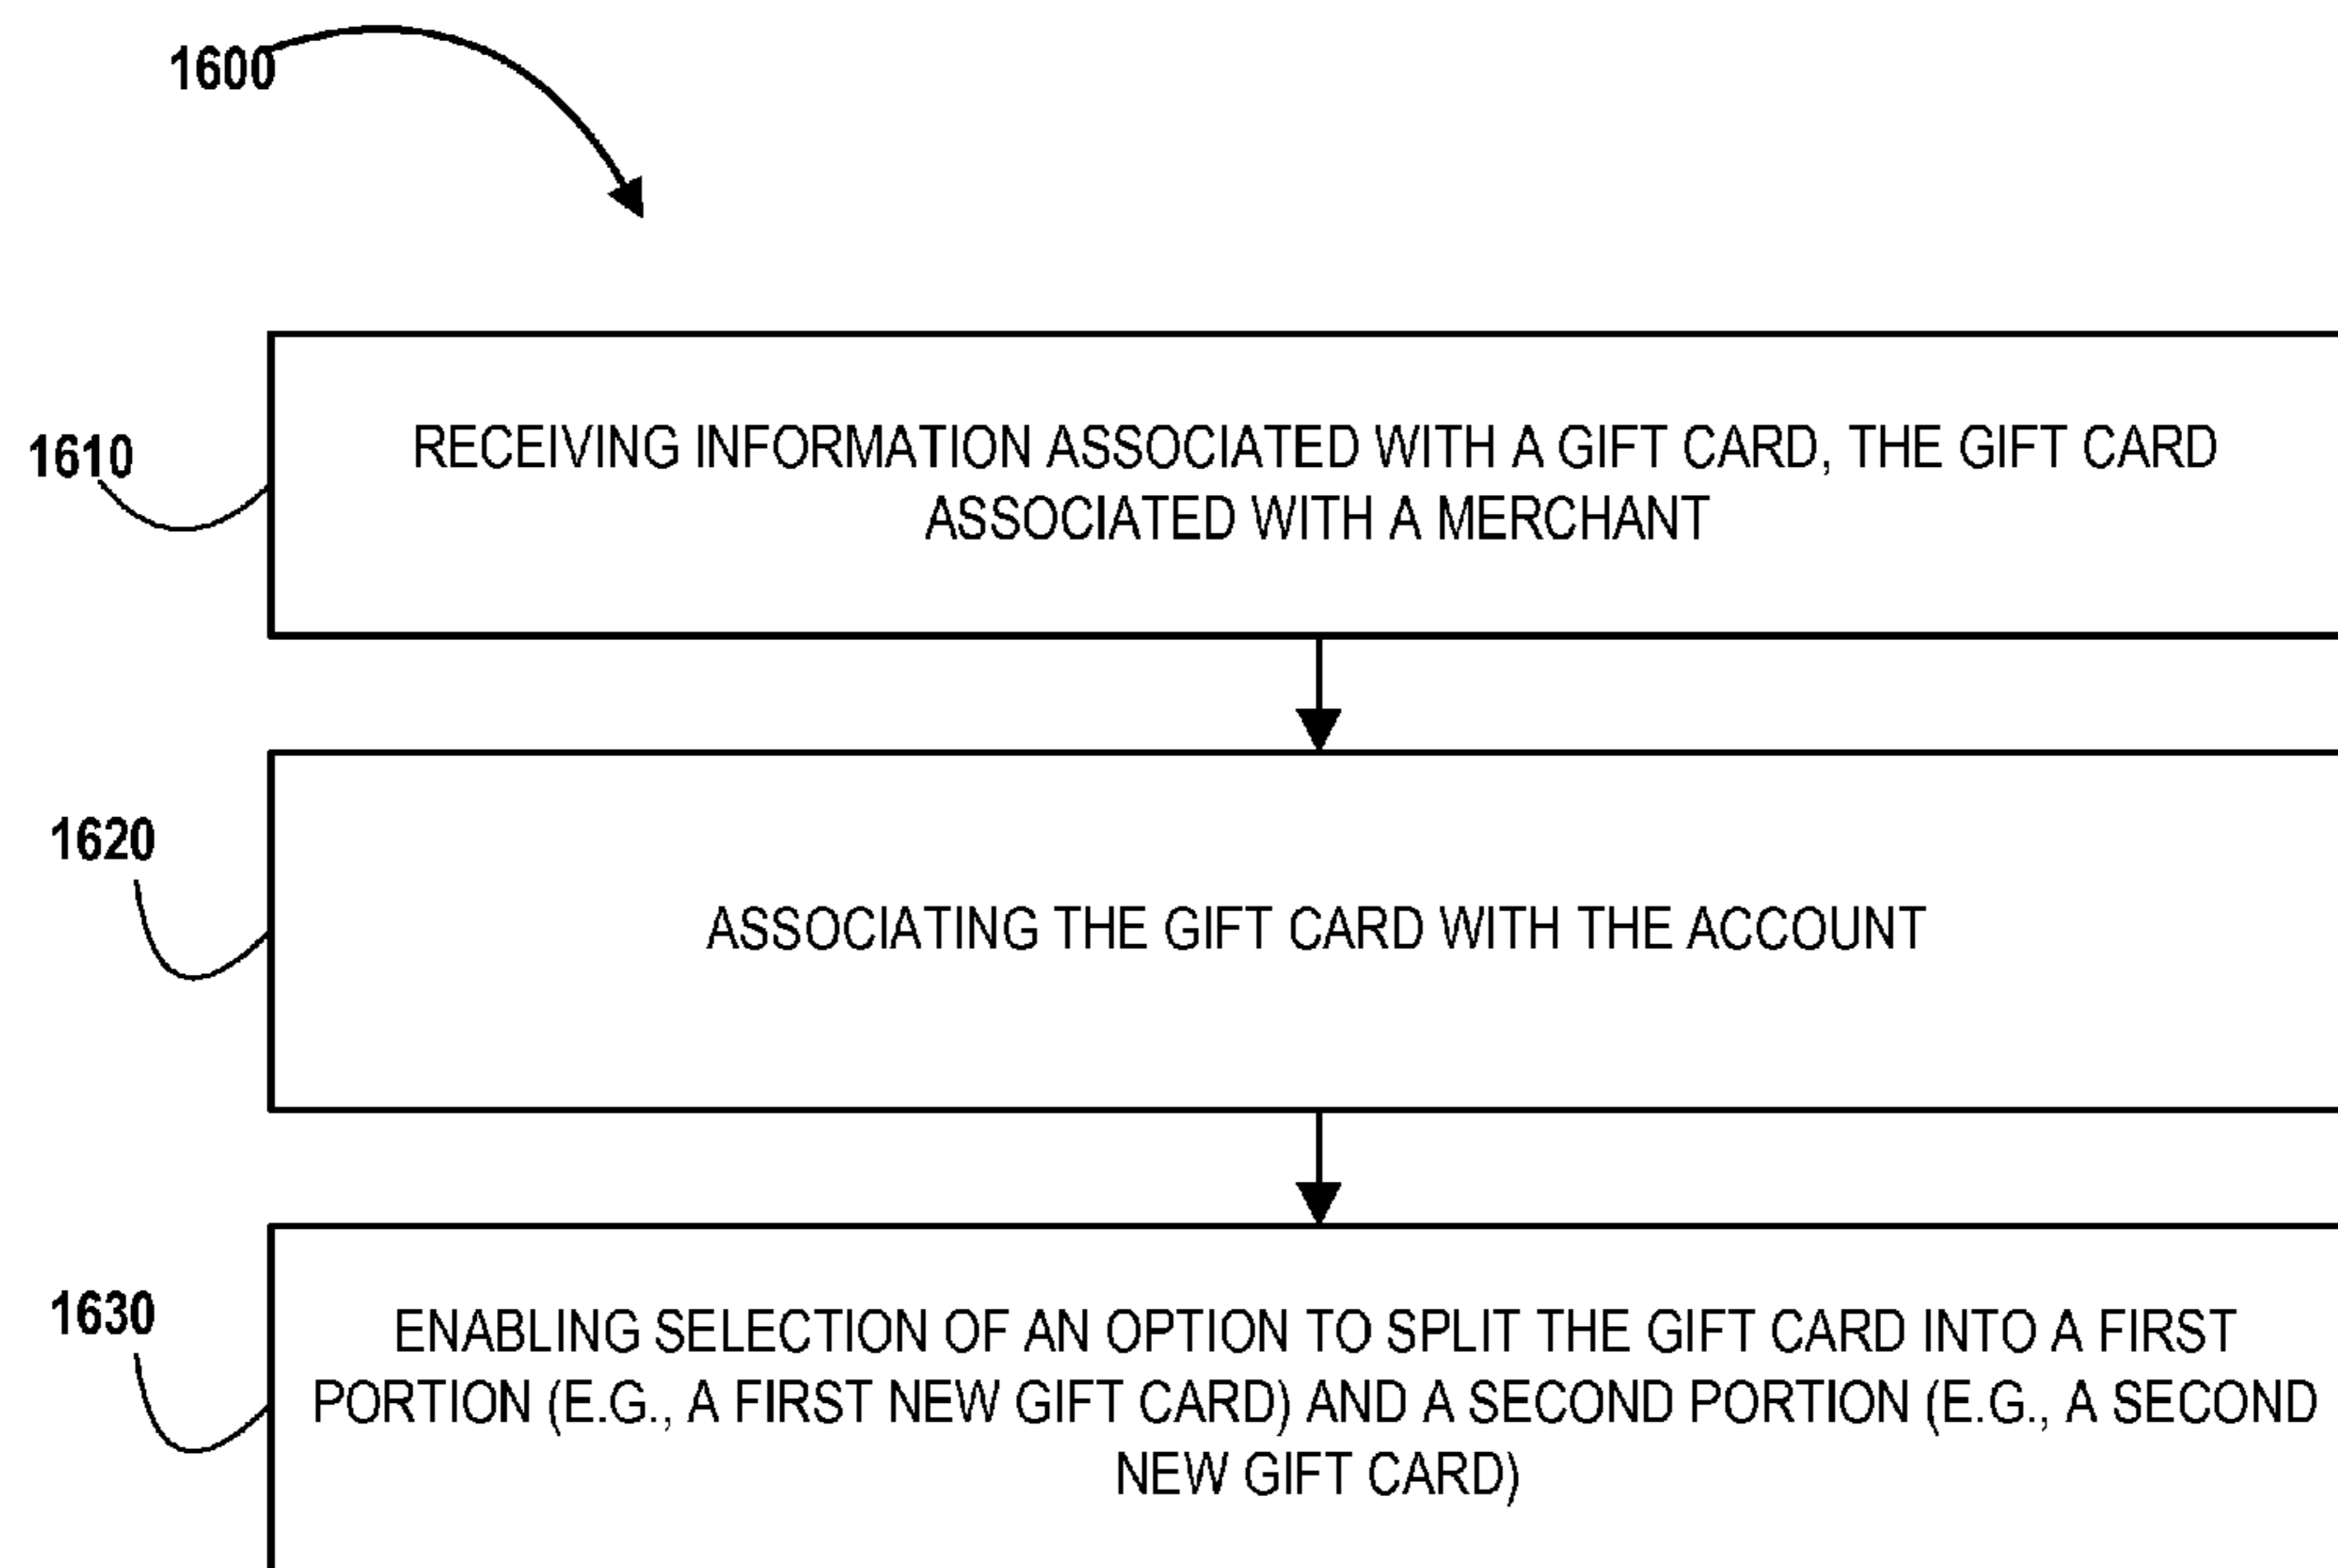 1600
1610
RECEIVING INFORMATION ASSOCIATED WITH A GIFT CARD, THE GIFT CARD
ASSOCIATED WITH A MERCHANT
1620
ASSOCIATING THE GIFT CARD WITH THE ACCOUNT
1630
ENABLING SELECTION OF AN OPTION TO SPLIT THE GIFT CARD INTO A FIRST
PORTION (E.G., A FIRST NEW GIFT CARD) AND A SECOND PORTION (E.G., A SECOND
NEW GIFT CARD)